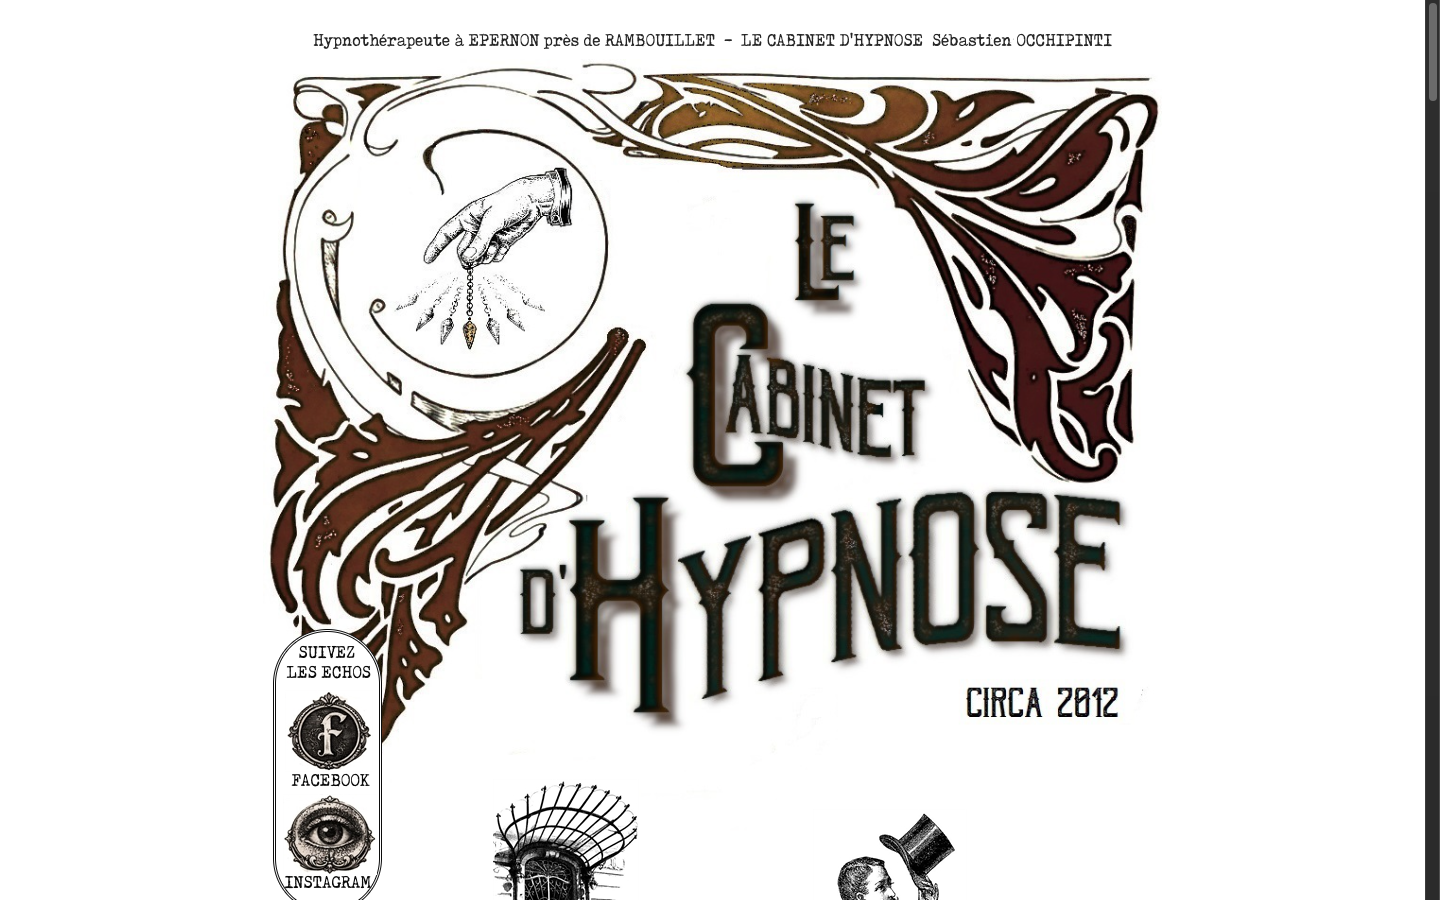 Hypnothérapeute à EPERNON près de RAMBOUILLET - LE CABINET D'HYPNOSE Sébastien OCCHIPINTI
LE
CABINET
D'HYPNOSE
CIRCA 2012
SUIVEZ
LES ECHOS
F
FACEBOOK
INSTAGRAM